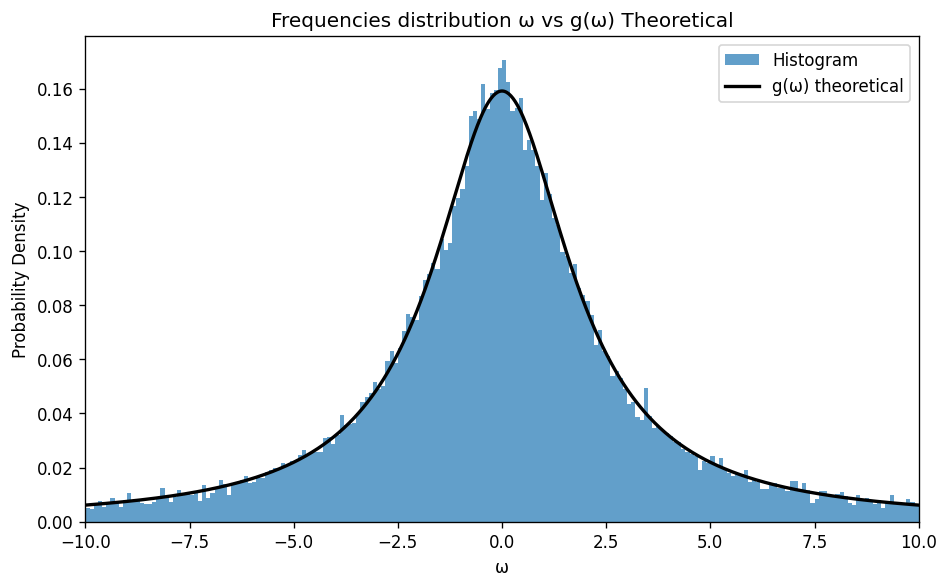 Frequencies distribution ω vs g(ω) Theoretical
Histogram
g(ω) theoretical
Probability Density
0.16
0.14
0.12
0.10
0.08
0.06
0.04
0.02
0.00
−10.0 −7.5 −5.0 −2.5 0.0 2.5 5.0 7.5 10.0
ω